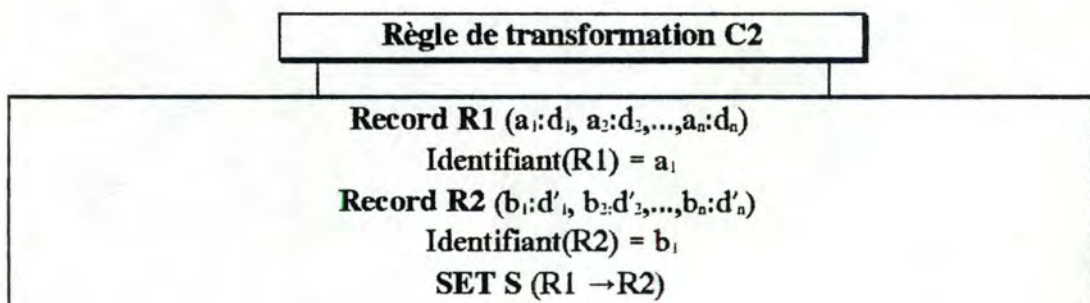 Règle de transformation C2
Record R1 (a₁:d₁, a₂:d₂,...,aₙ:dₙ)
Identifiant(R1) = a₁
Record R2 (b₁:d'₁, b₂:d'₂,...,bₙ:d'ₙ)
Identifiant(R2) = b₁
SET S (R1 →R2)